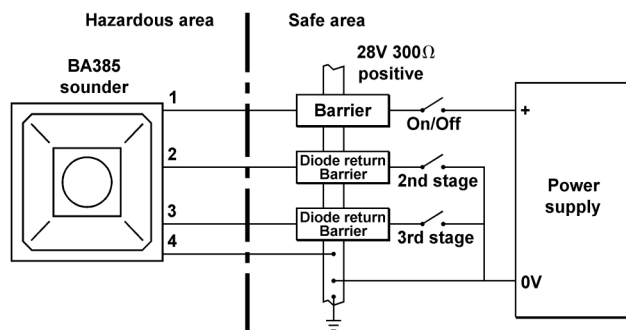 Hazardous area
Safe area
28V 300Ω
positive
BA385
sounder
1
Barrier
+
On/Off
2
Diode return
Barrier
2nd stage
Power
supply
3
Diode return
Barrier
3rd stage
4
0V